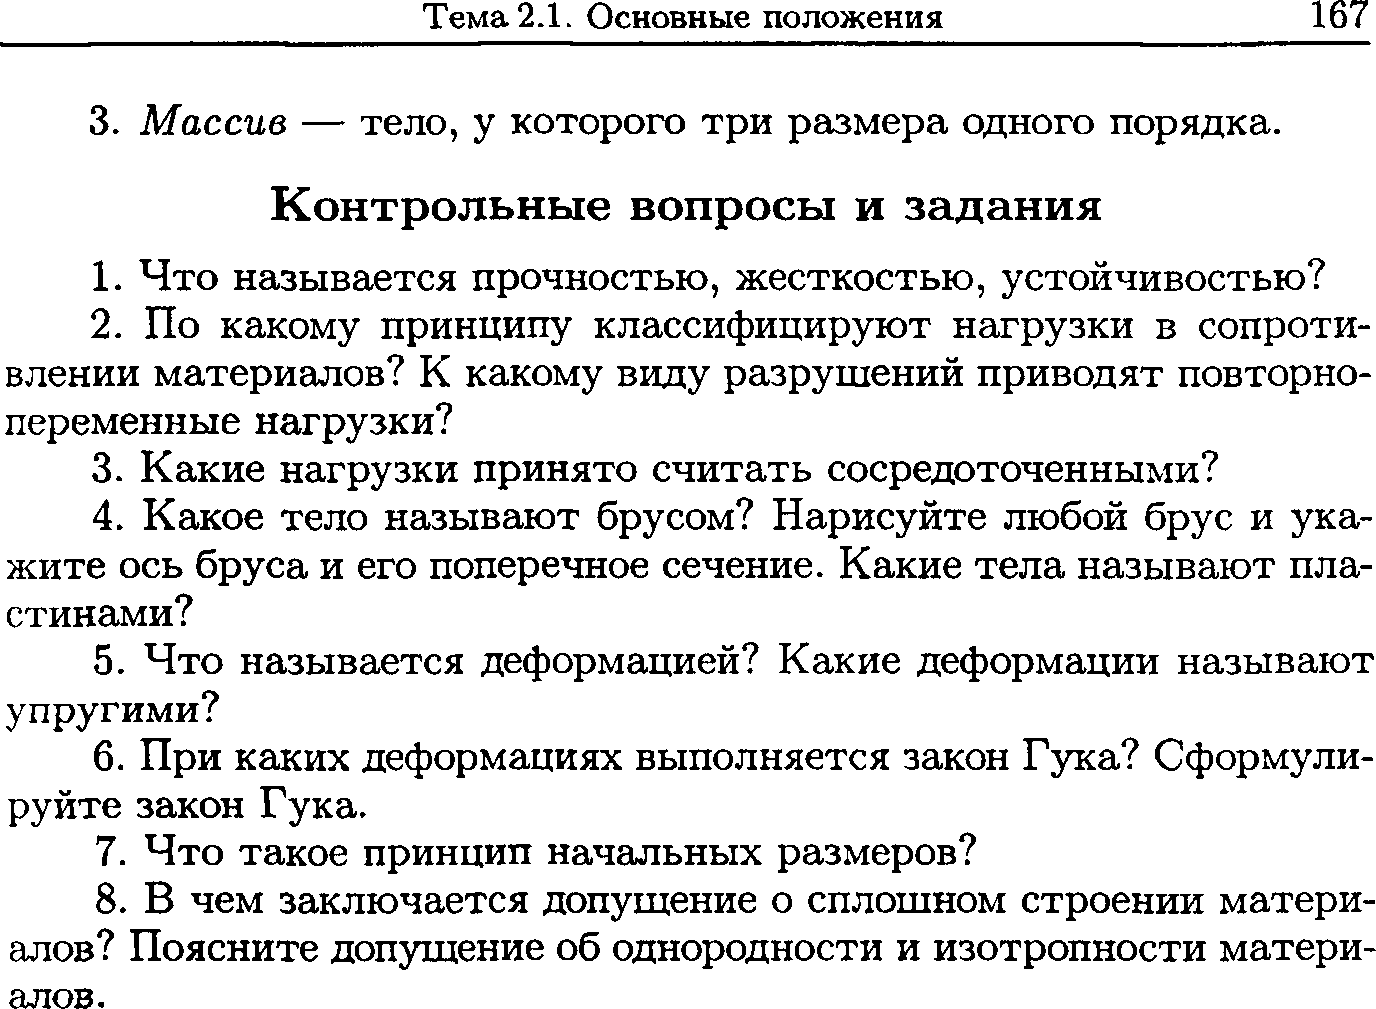 Тема 2.1. Основные положения 167
3. Массив — тело, у которого три размера одного порядка.
Контрольные вопросы и задания
1. Что называется прочностью, жесткостью, устойчивостью?
2. По какому принципу классифицируют нагрузки в сопроти-
влении материалов? К какому виду разрушений приводят повторно-
переменные нагрузки?
3. Какие нагрузки принято считать сосредоточенными?
4. Какое тело называют брусом? Нарисуйте любой брус и ука-
жите ось бруса и его поперечное сечение. Какие тела называют пла-
стинами?
5. Что называется деформацией? Какие деформации называют
упругими?
6. При каких деформациях выполняется закон Гука? Сформули-
руйте закон Гука.
7. Что такое принцип начальных размеров?
8. В чем заключается допущение о сплошном строении матери-
алов? Поясните допущение об однородности и изотропности матери-
алов.